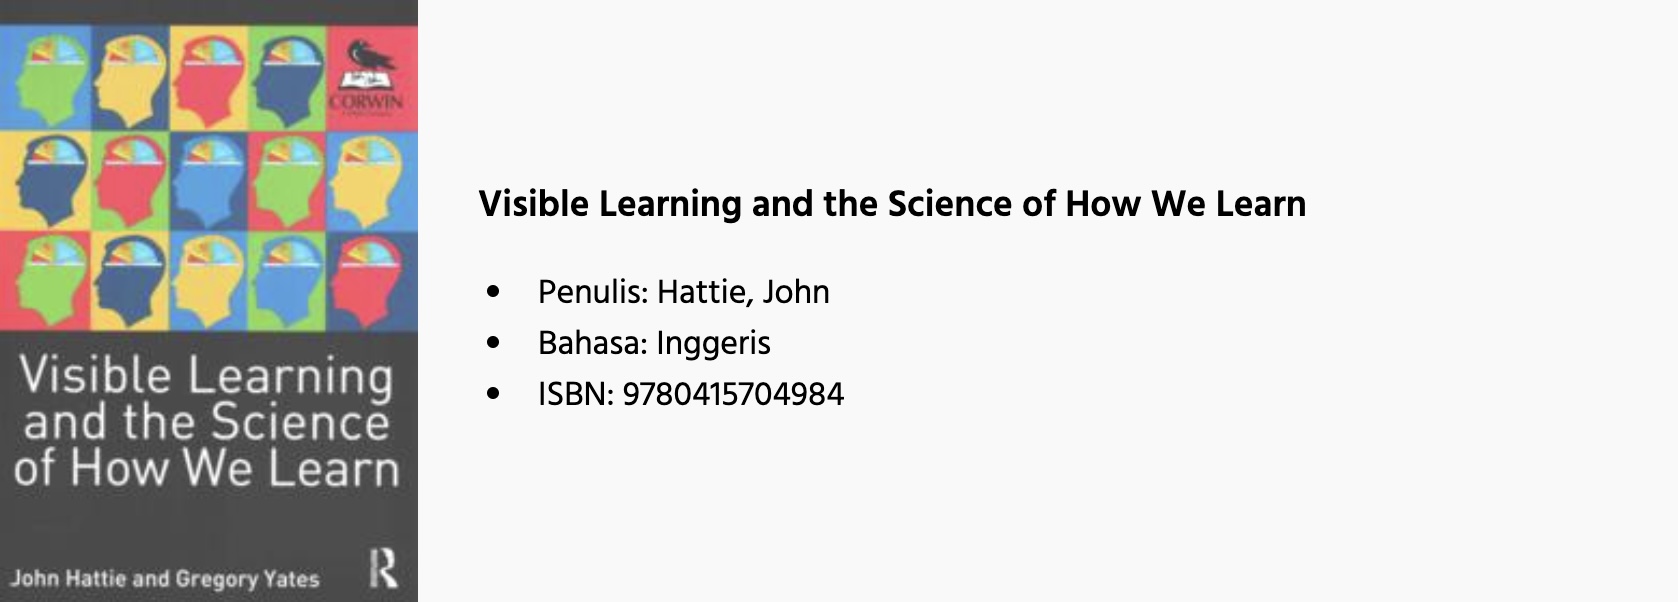 CORWIN
Visible Learning
and the Science
of How We Learn
John Hattie and Gregory Yates
R
Visible Learning and the Science of How We Learn
• Penulis: Hattie, John
• Bahasa: Inggeris
• ISBN: 9780415704984